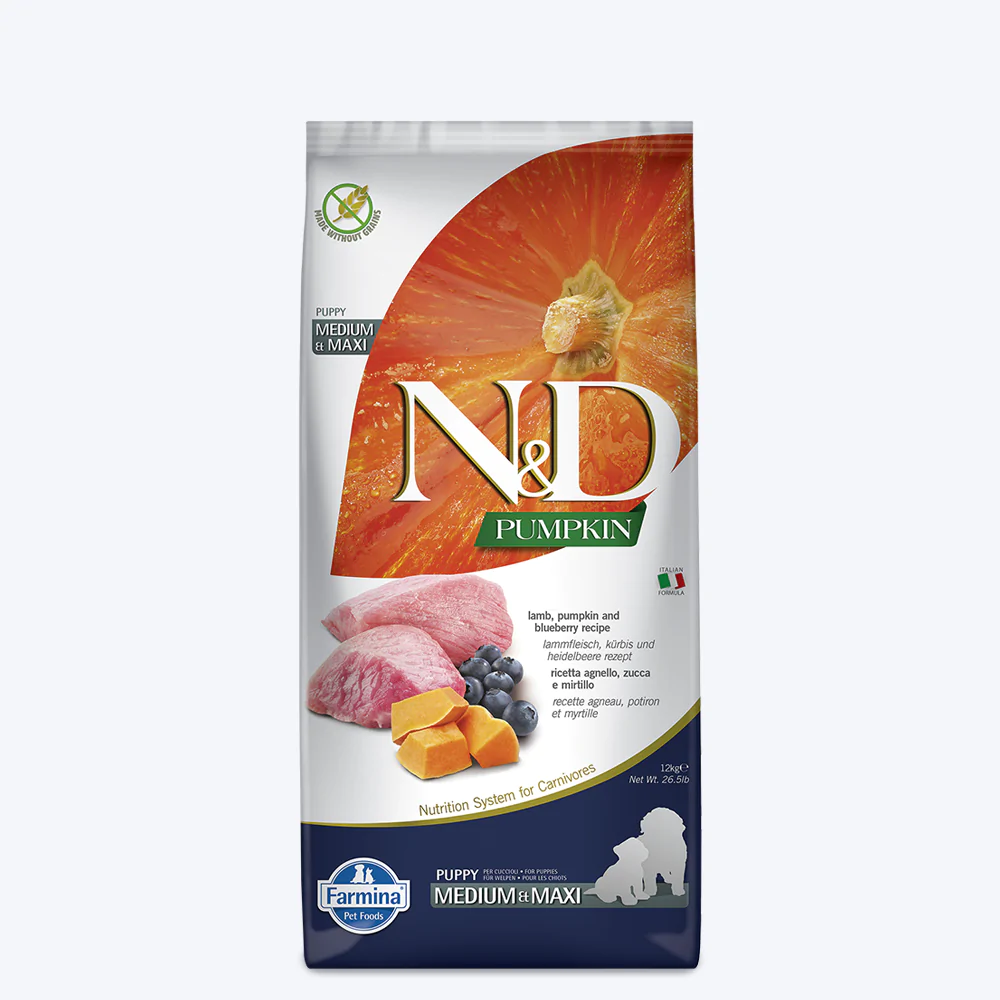 MADE WITHOUT GRAINS
PUPPY
MEDIUM
& MAXI
N&D
PUMPKIN
ITALIAN
FORMULA
lamb, pumpkin and
blueberry recipe
lammfleisch, kürbis und
heidelbeere rezept
ricetta agnello, zucca
e mirtillo
recette agneau, potiron
et myrtille
12kg℮
Net Wt. 26.5lb
Nutrition System for Carnivores
Farmina®
Pet Foods
PUPPY PER CUCCIOLI • FOR PUPPIES
FÜR WELPEN • POUR LES CHIOTS
MEDIUM & MAXI